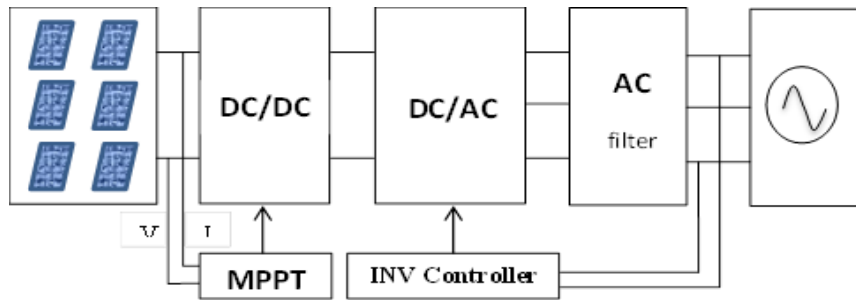 DC/DC
DC/AC
AC
filter
V
I
MPPT
INV Controller